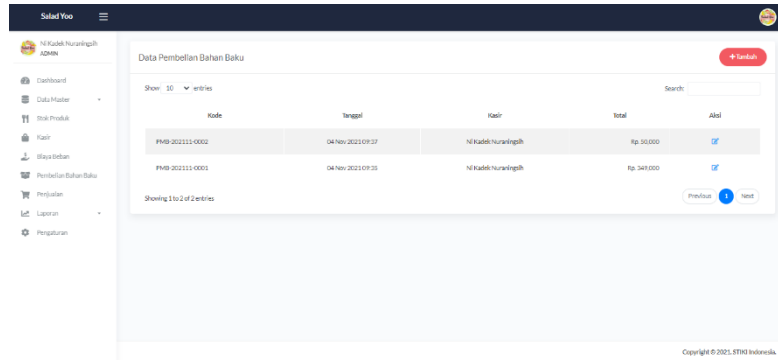 Salad Yoo
Ni Kadek Nuraningsih
ADMIN
Dashboard
Data Master
Stok Produk
Kasir
Biaya Beban
Pembelian Bahan Baku
Penjualan
Laporan
Pengaturan
Data Pembelian Bahan Baku
+Tambah
Show 10 entries
Search:
Kode Tanggal Kasir Total Aksi
PMB-202111-0002 04 Nov 2021 09:37 Ni Kadek Nuraningsih Rp. 50,000
PMB-202111-0001 04 Nov 2021 09:35 Ni Kadek Nuraningsih Rp. 349,000
Showing 1 to 2 of 2 entries
Previous 1 Next
Copyright © 2021. STIKI Indonesia.